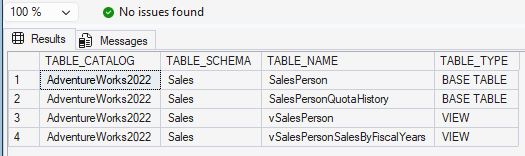 100 % No issues found
Results Messages
TABLE_CATALOG TABLE_SCHEMA TABLE_NAME TABLE_TYPE
1 AdventureWorks2022 Sales SalesPerson BASE TABLE
2 AdventureWorks2022 Sales SalesPersonQuotaHistory BASE TABLE
3 AdventureWorks2022 Sales vSalesPerson VIEW
4 AdventureWorks2022 Sales vSalesPersonSalesByFiscalYears VIEW